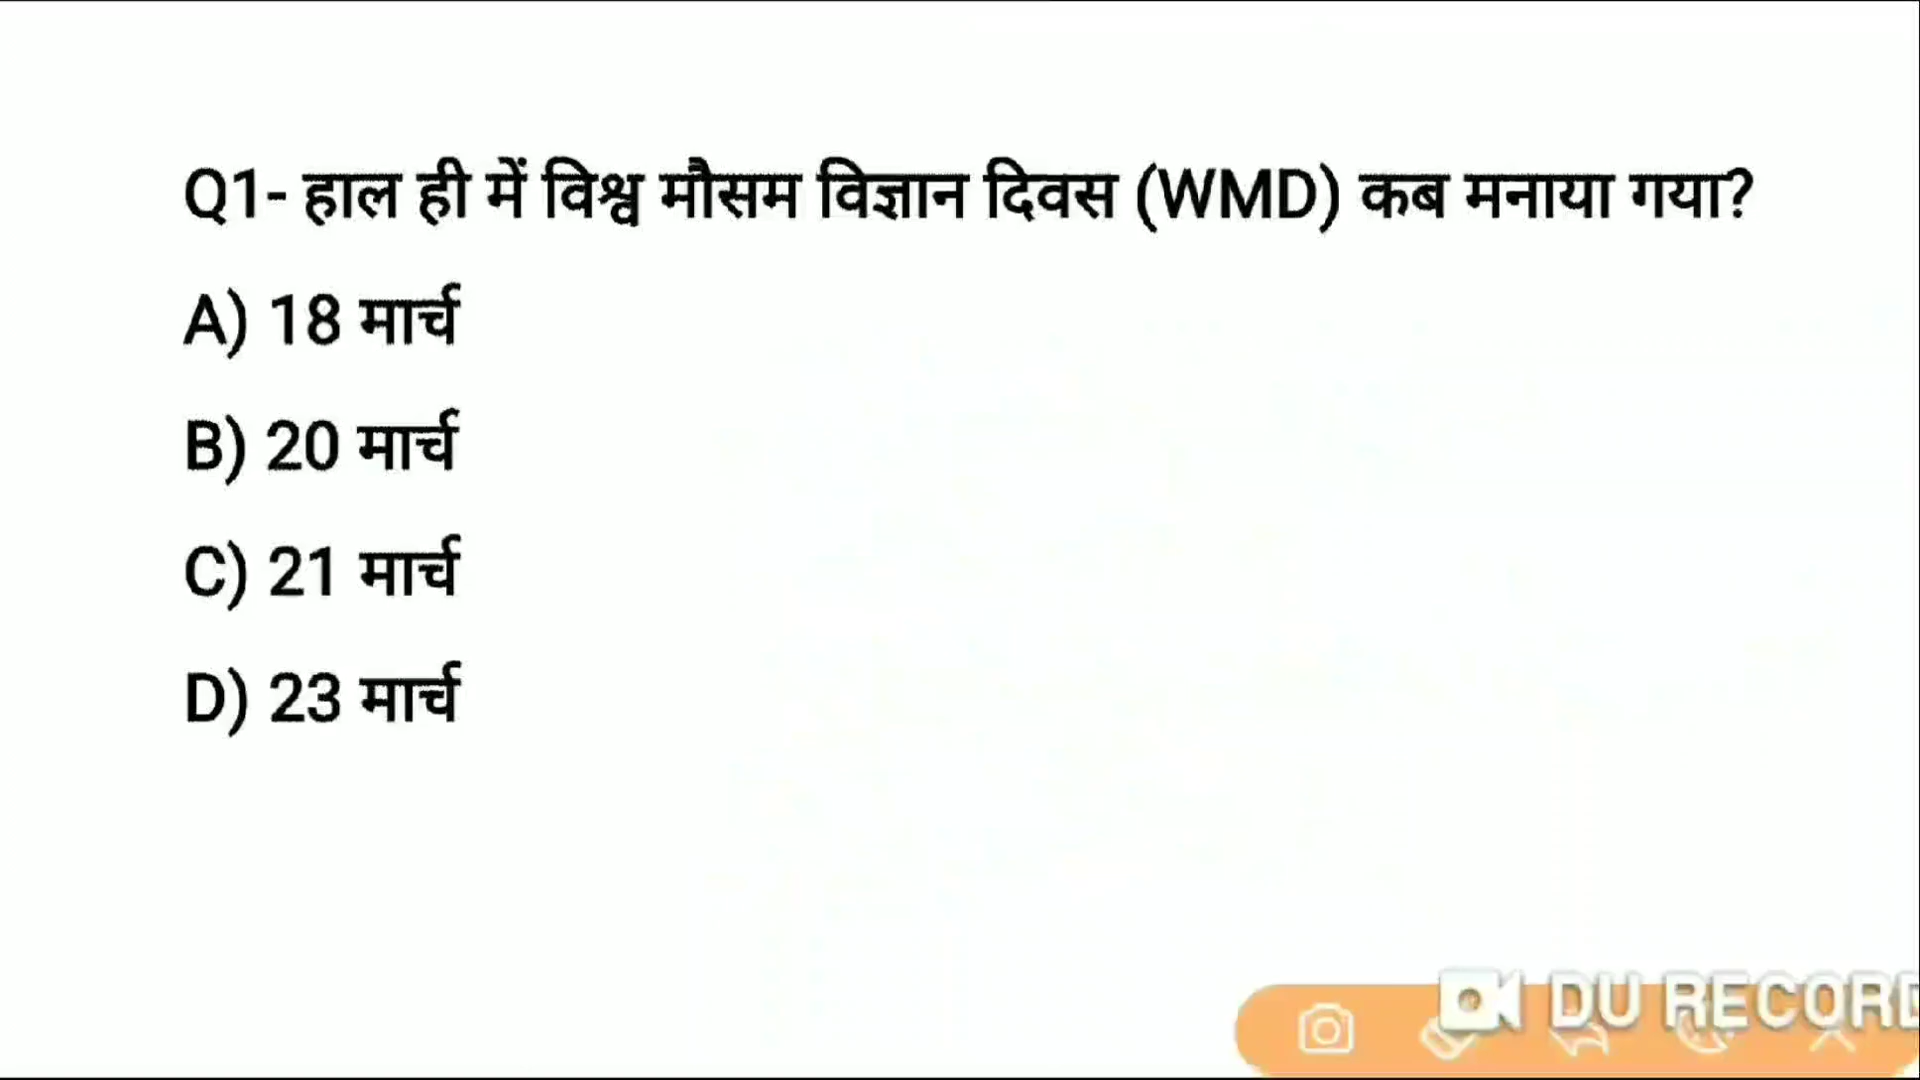 Q1- हाल ही में विश्व मौसम विज्ञान दिवस (WMD) कब मनाया गया?
A) 18 मार्च
B) 20 मार्च
C) 21 मार्च
D) 23 मार्च
DU RECORD